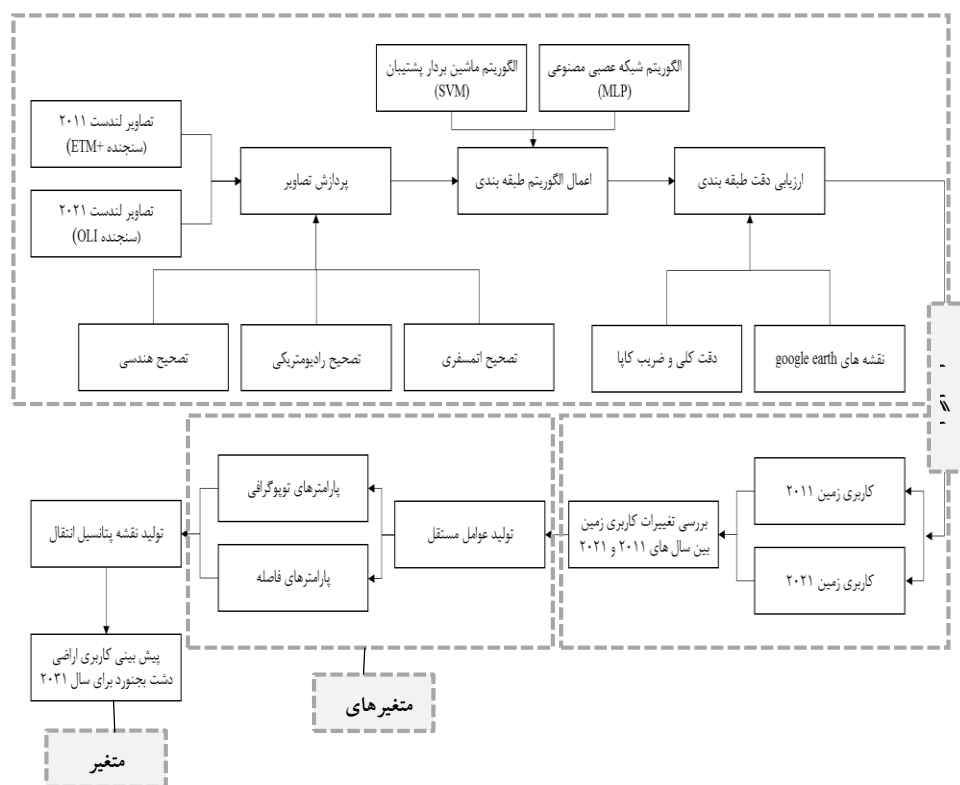 الگوریتم ماشین بردار پشتیبان
(SVM)
الگوریتم شبکه عصبی مصنوعی
(MLP)
تصاویر لندست ۲۰۱۱
(سنجنده ETM+)
تصاویر لندست ۲۰۲۱
(سنجنده OLI)
پردازش تصاویر
اعمال الگوریتم طبقه بندی
ارزیابی دقت طبقه بندی
تصحیح هندسی
تصحیح رادیومتریکی
تصحیح اتمسفری
دقت کلی و ضریب کاپا
نقشه های google earth
کاربری زمین ۲۰۱۱
کاربری زمین ۲۰۲۱
بررسی تغییرات کاربری زمین
بین سال های ۲۰۱۱ و ۲۰۲۱
تولید عوامل مستقل
پارامترهای توپوگرافی
پارامترهای فاصله
تولید نقشه پتانسیل انتقال
پیش بینی کاربری اراضی
دشت بجنورد برای سال ۲۰۳۱
متغیرهای
متغیر